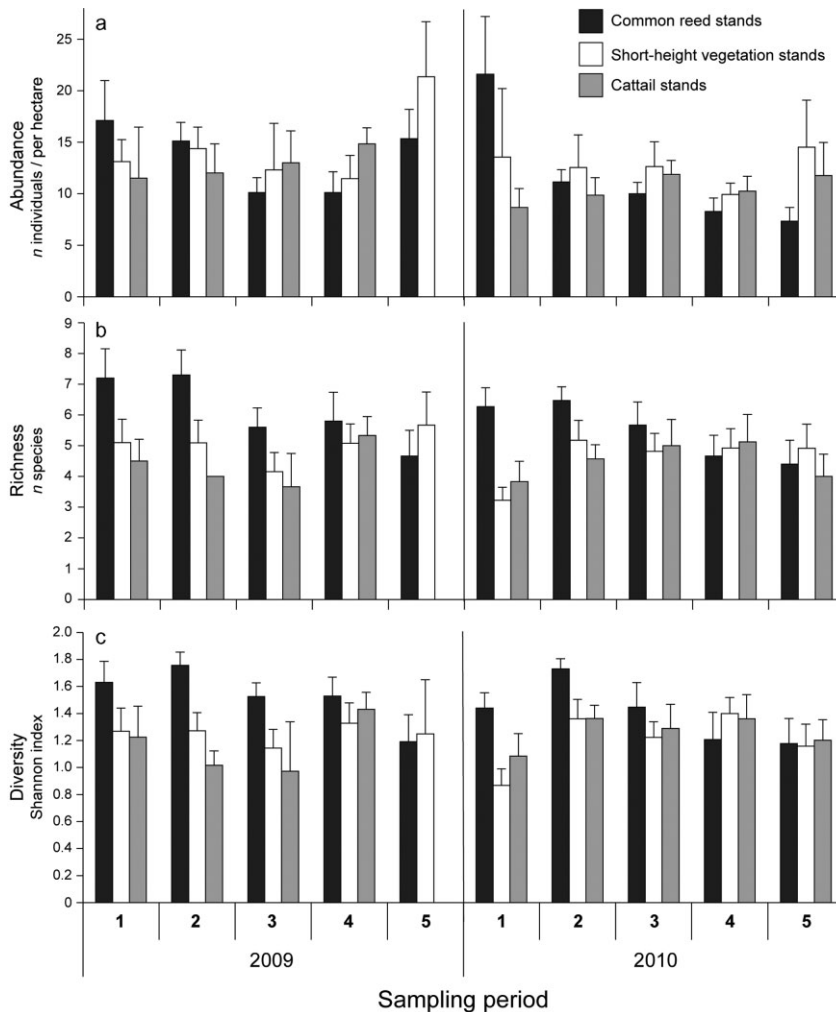 a
Common reed stands
Short-height vegetation stands
Cattail stands
Abundance
n individuals / per hectare
25
20
15
10
5
0
b
Richness
n species
9
8
7
6
5
4
3
2
1
0
c
Diversity
Shannon index
2.0
1.8
1.6
1.4
1.2
1.0
0.8
0.6
0.4
0.2
0
1 2 3 4 5 1 2 3 4 5
2009 2010
Sampling period